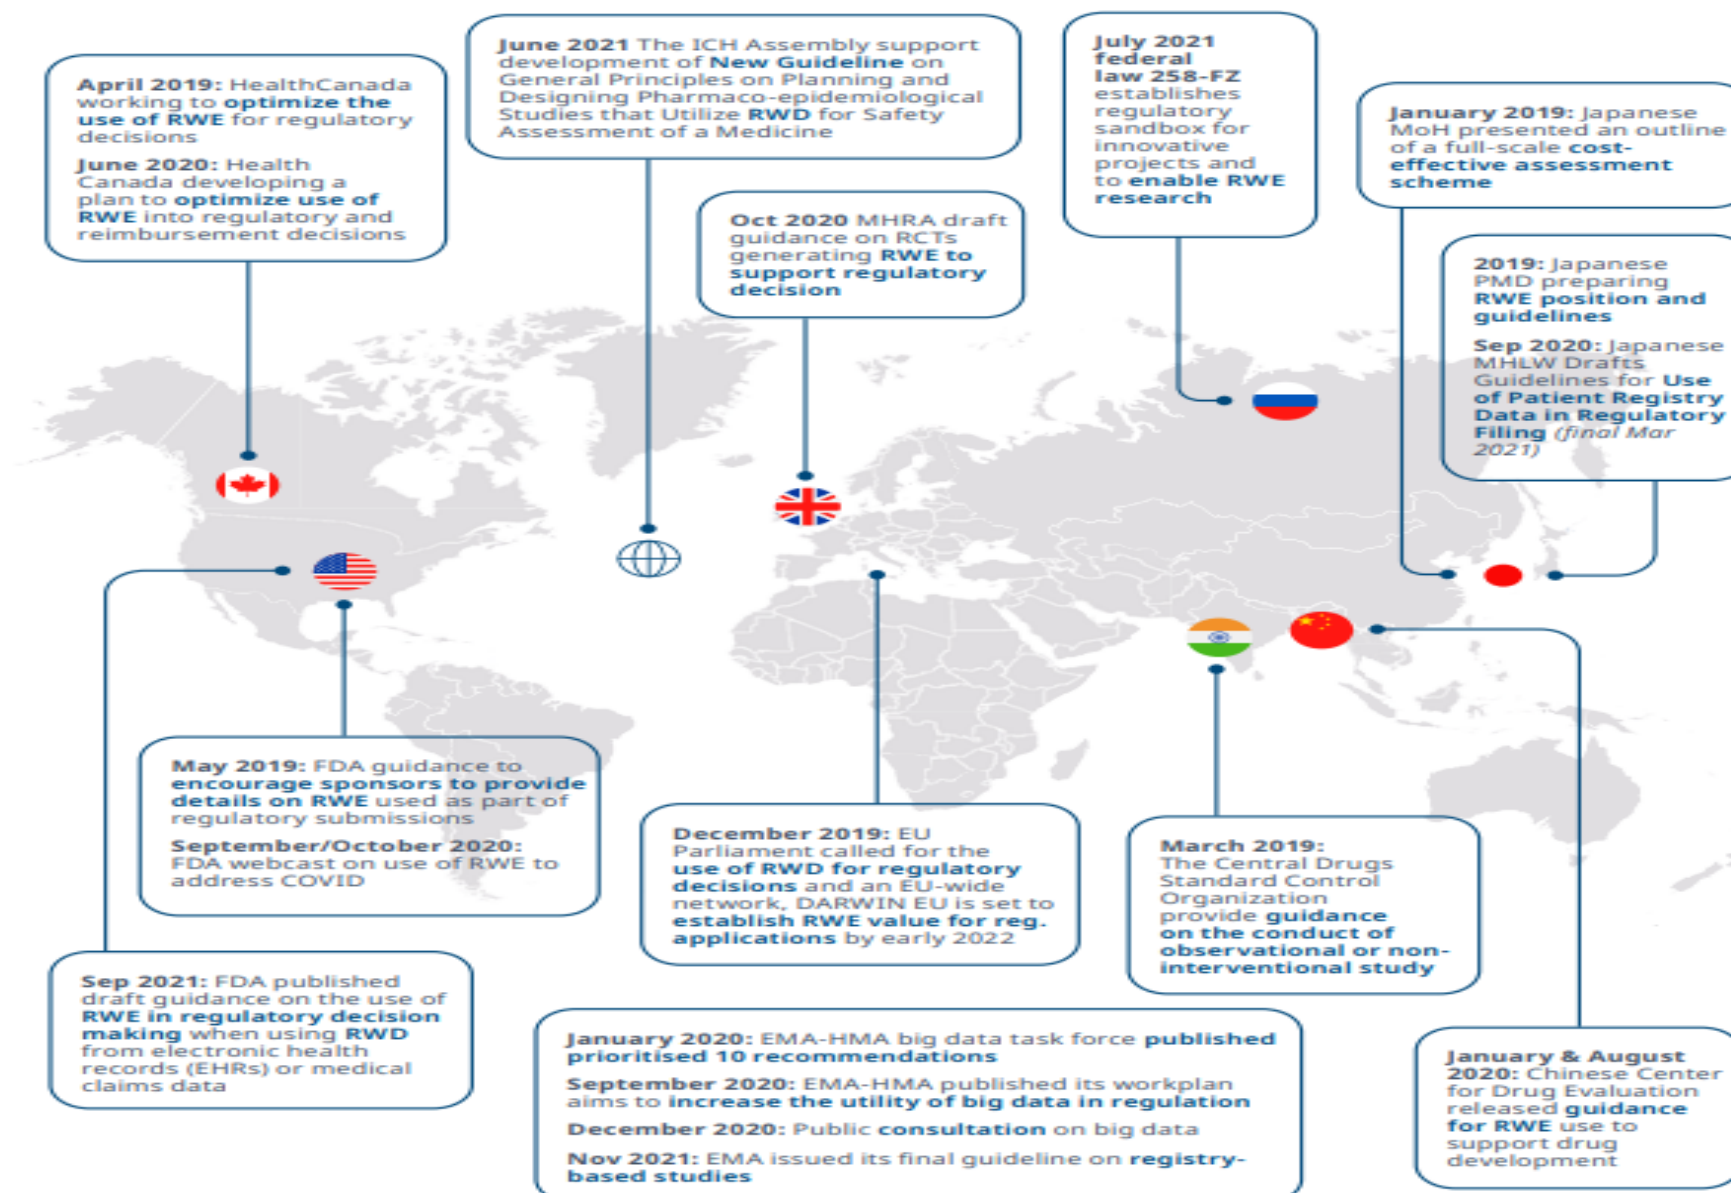 April 2019: HealthCanada
working to optimize the
use of RWE for regulatory
decisions
June 2020: Health
Canada developing a
plan to optimize use of
RWE into regulatory and
reimbursement decisions
June 2021 The ICH Assembly support
development of New Guideline on
General Principles on Planning and
Designing Pharmaco-epidemiological
Studies that Utilize RWD for Safety
Assessment of a Medicine
Oct 2020 MHRA draft
guidance on RCTs
generating RWE to
support regulatory
decision
July 2021
federal
law 258-FZ
establishes
regulatory
sandbox for
innovative
projects and
to enable RWE
research
January 2019: Japanese
MoH presented an outline
of a full-scale cost-
effective assessment
scheme
2019: Japanese
PMD preparing
RWE position and
guidelines
Sep 2020: Japanese
MHLW Drafts
Guidelines for Use
of Patient Registry
Data in Regulatory
Filing (final Mar
2021)
May 2019: FDA guidance to
encourage sponsors to provide
details on RWE used as part of
regulatory submissions
September/October 2020:
FDA webcast on use of RWE to
address COVID
Sep 2021: FDA published
draft guidance on the use of
RWE in regulatory decision
making when using RWD
from electronic health
records (EHRs) or medical
claims data
December 2019: EU
Parliament called for the
use of RWD for regulatory
decisions and an EU-wide
network, DARWIN EU is set to
establish RWE value for reg.
applications by early 2022
January 2020: EMA-HMA big data task force published
prioritised 10 recommendations
September 2020: EMA-HMA published its workplan
aims to increase the utility of big data in regulation
December 2020: Public consultation on big data
Nov 2021: EMA issued its final guideline on registry-
based studies
March 2019:
The Central Drugs
Standard Control
Organization
provide guidance
on the conduct of
observational or non-
interventional study
January & August
2020: Chinese Center
for Drug Evaluation
released guidance
for RWE use to
support drug
development